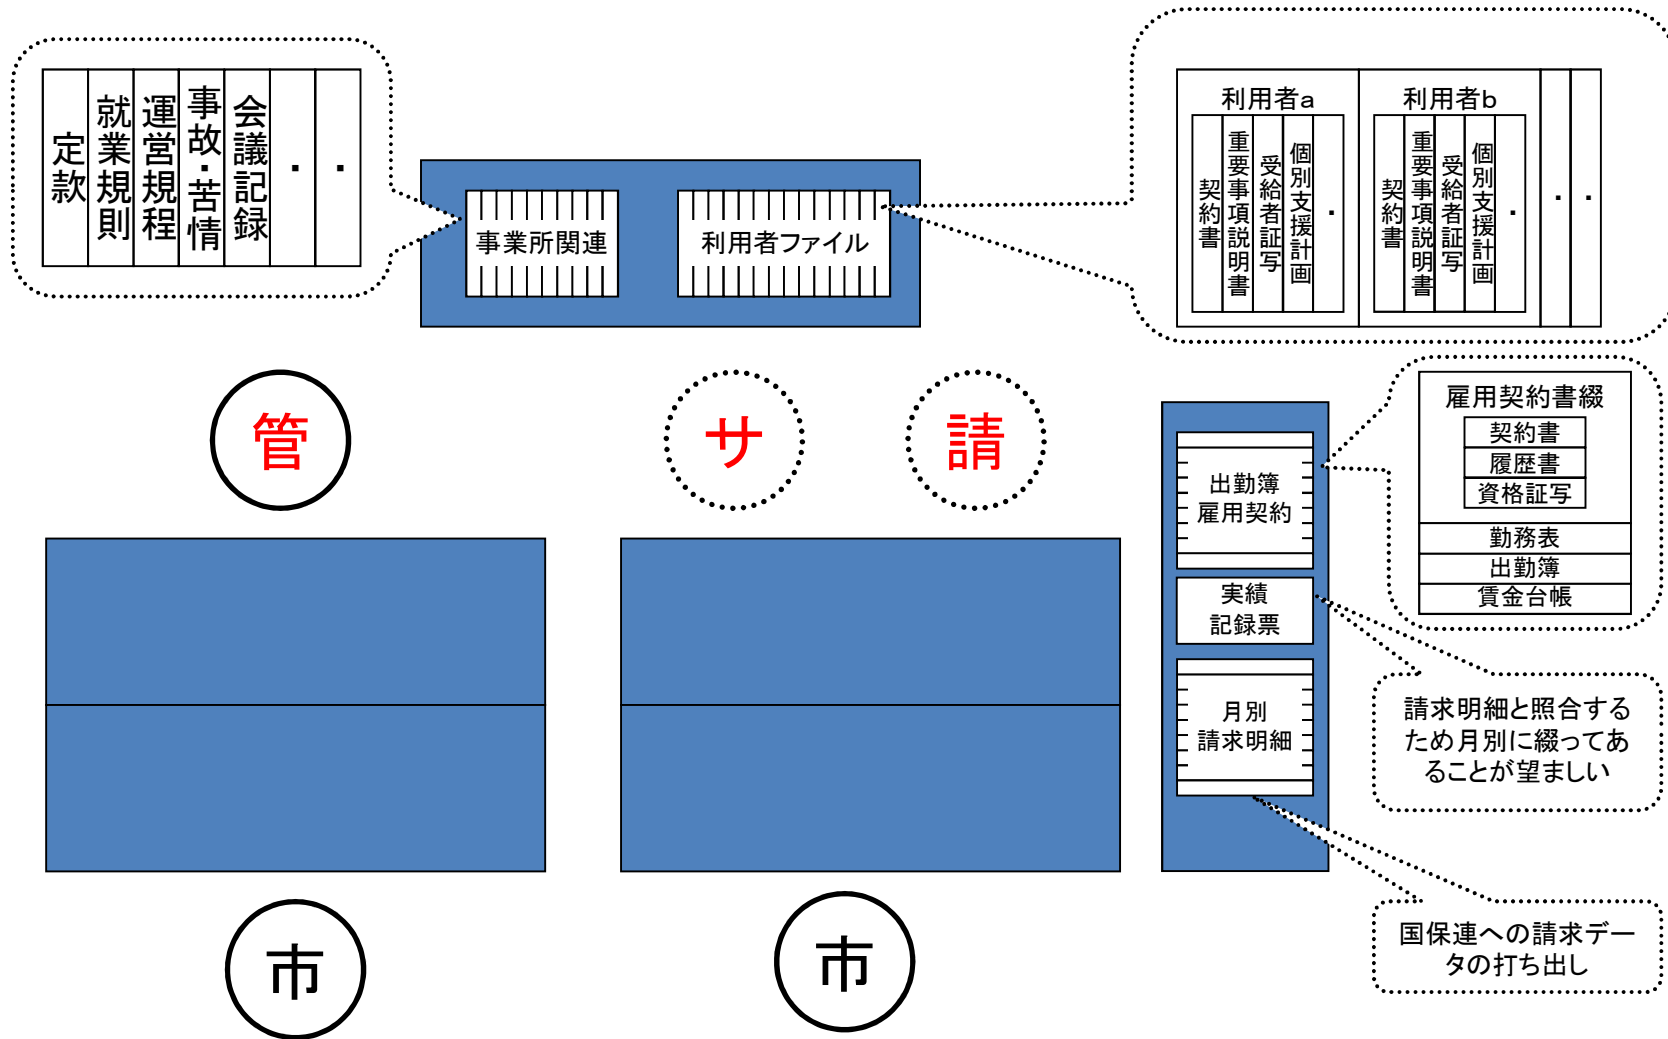 定款
就業規則
運営規程
事故・苦情
会議記録
・
・
事業所関連
利用者ファイル
利用者a
契約書
重要事項説明書
受給者証写
個別支援計画
・
利用者b
契約書
重要事項説明書
受給者証写
個別支援計画
・
・
・
管
サ
請
出勤簿
雇用契約
実績
記録票
月別
請求明細
雇用契約書綴
契約書
履歴書
資格証写
勤務表
出勤簿
賃金台帳
請求明細と照合する
ため月別に綴ってあ
ることが望ましい
国保連への請求デー
タの打ち出し
市
市